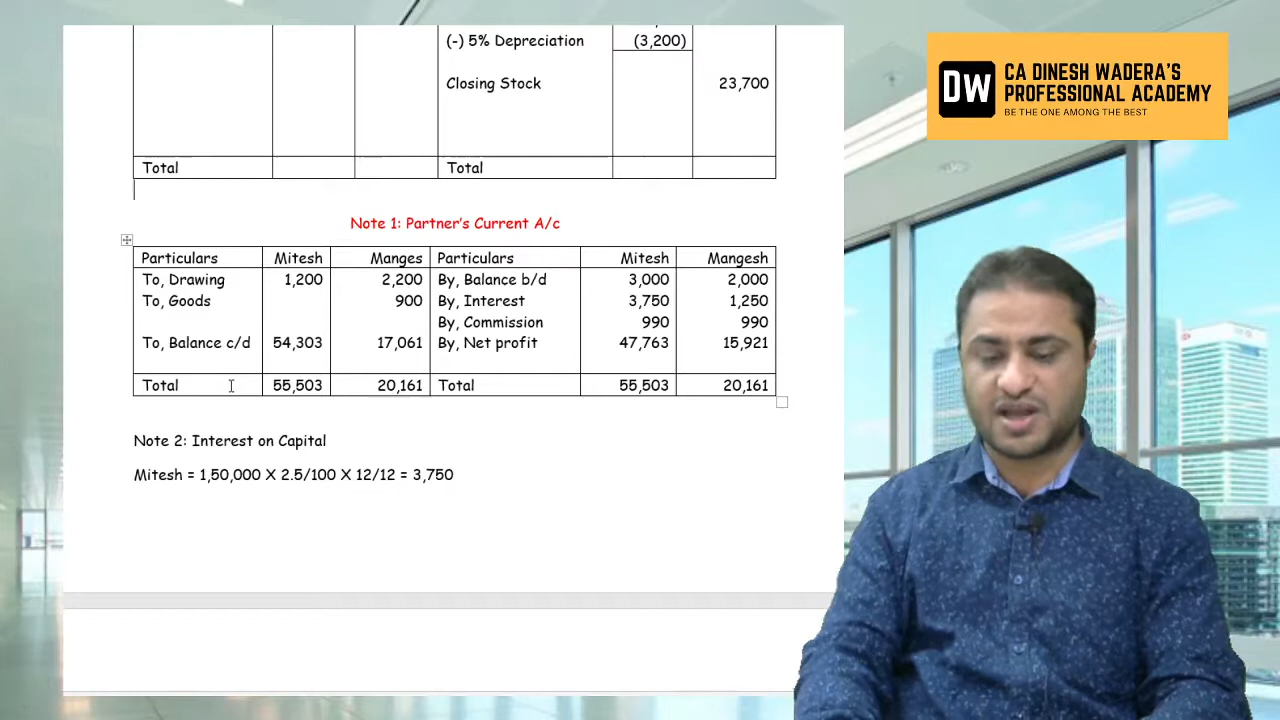 (-) 5% Depreciation (3,200)
Closing Stock 23,700
Total Total
Note 1: Partner's Current A/c
Particulars Mitesh Manges Particulars Mitesh Mangesh
To, Drawing 1,200 2,200 By, Balance b/d 3,000 2,000
To, Goods 900 By, Interest 3,750 1,250
By, Commission 990 990
To, Balance c/d 54,303 17,061 By, Net profit 47,763 15,921
Total 55,503 20,161 Total 55,503 20,161
Note 2: Interest on Capital
Mitesh = 1,50,000 X 2.5/100 X 12/12 = 3,750
DW
CA DINESH WADERA'S
PROFESSIONAL ACADEMY
BE THE ONE AMONG THE BEST